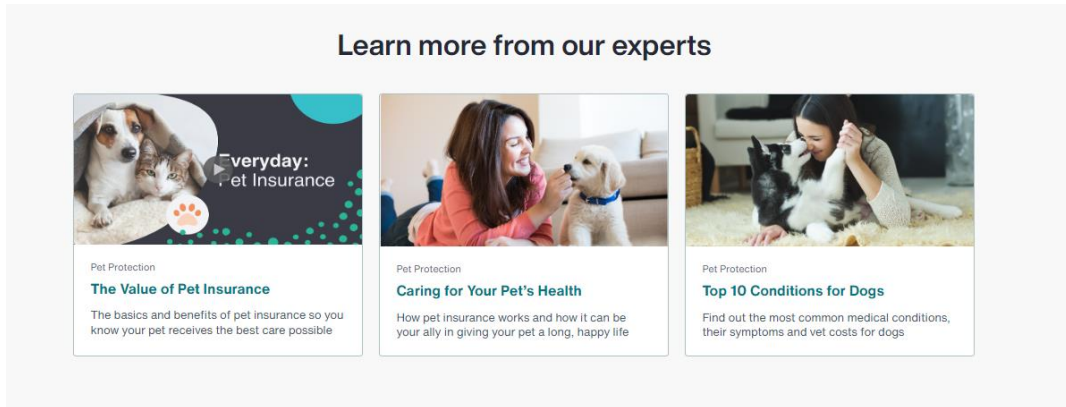 Learn more from our experts
Everyday:
Pet Insurance
Pet Protection
The Value of Pet Insurance
The basics and benefits of pet insurance so you
know your pet receives the best care possible
Pet Protection
Caring for Your Pet's Health
How pet insurance works and how it can be
your ally in giving your pet a long, happy life
Pet Protection
Top 10 Conditions for Dogs
Find out the most common medical conditions,
their symptoms and vet costs for dogs